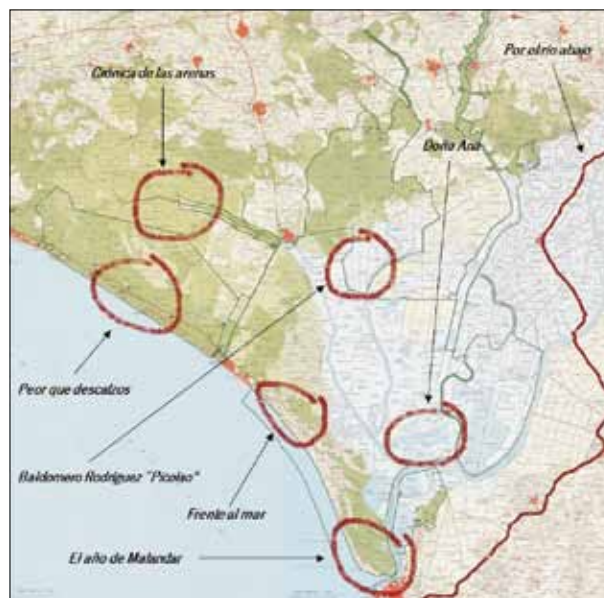 Por el río abajo
Crónica de las arenas
Doña Ana
Peor que descalzos
Baldomero Rodríguez "Picolao"
Frente al mar
El año de Malandar